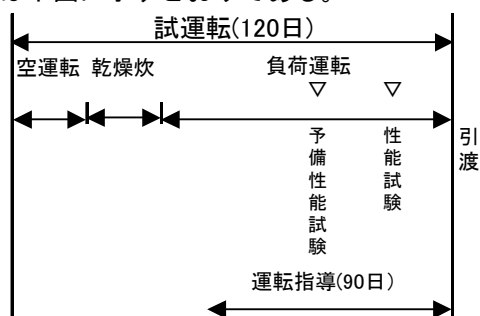 は下図に示すとおりである。
試運転(120日)
空運転 乾燥炊 負荷運転
▽ ▽
予備性能試験
性能試験
引渡
運転指導(90日)